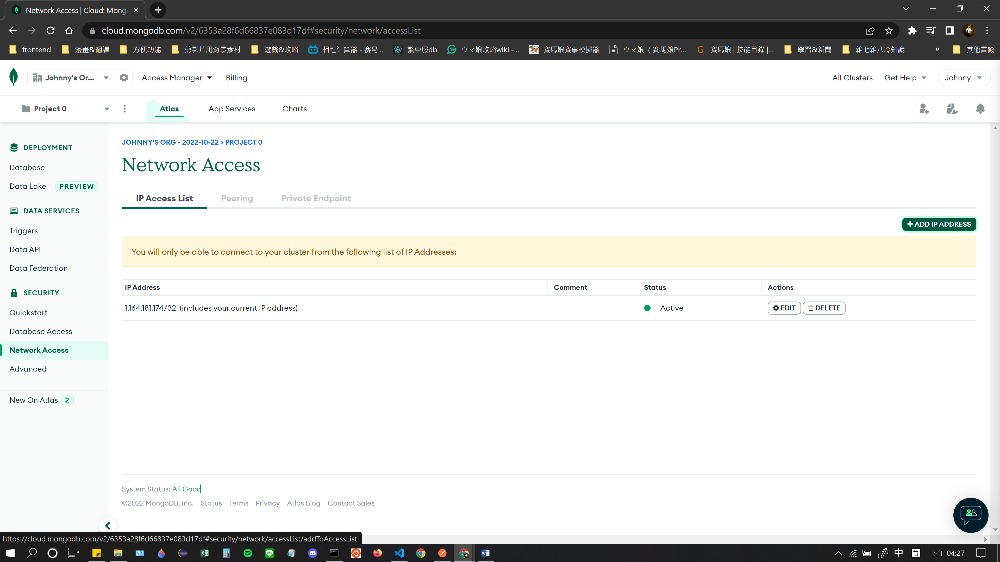 Network Access | Cloud: Mong
cloud.mongodb.com/v2/6353a28f6d66837e083d17df#security/network/accessList
frontend 漫畫&翻譯 方便功能 剪影片用背景素材 遊戲&攻略 相性计算器 - 赛马... 繁中服db ウマ娘攻略wiki -... 賽馬娘賽事模擬器 ウマ娘（賽馬娘Pr... 賽馬娘 | 技能目錄 |... 學習&新聞 雜七雜八冷知識 » 其他書籤
Johnny's Or... Access Manager Billing All Clusters Get Help Johnny
Project 0 Atlas App Services Charts
JOHNNY'S ORG - 2022-10-22 > PROJECT 0
DEPLOYMENT
Network Access
Database
Data Lake PREVIEW
IP Access List Peering Private Endpoint
DATA SERVICES
+ ADD IP ADDRESS
Triggers
Data API
You will only be able to connect to your cluster from the following list of IP Addresses:
Data Federation
IP Address Comment Status Actions
SECURITY
1.164.181.174/32 (includes your current IP address) Active EDIT DELETE
Quickstart
Database Access
Network Access
Advanced
New On Atlas 2
System Status: All Good
©2022 MongoDB, Inc. Status Terms Privacy Atlas Blog Contact Sales
https://cloud.mongodb.com/v2/6353a28f6d66837e083d17df#security/network/accessList/addToAccessList
中 ㄅ 下午 04:27